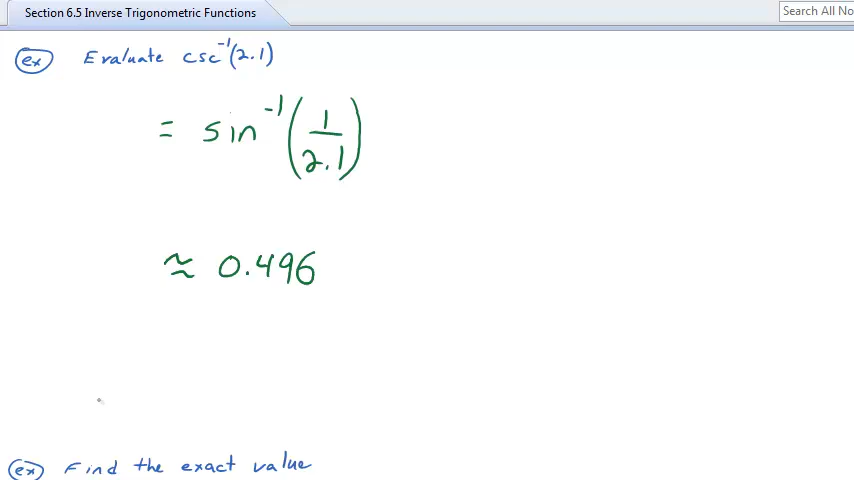 Section 6.5 Inverse Trigonometric Functions
Search All No
ex Evaluate csc⁻¹(2.1)
= sin⁻¹(1/2.1)
≈ 0.496
ex Find the exact value